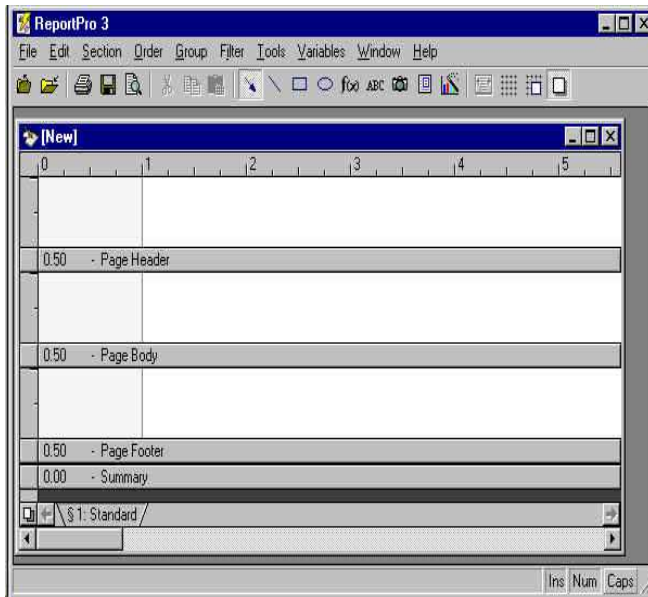 ReportPro 3
File Edit Section Order Group Filter Tools Variables Window Help
f(x) ABC
[New]
0 1 2 3 4 5
0.50 - Page Header
0.50 - Page Body
0.50 - Page Footer
0.00 - Summary
§ 1: Standard
Ins Num Caps